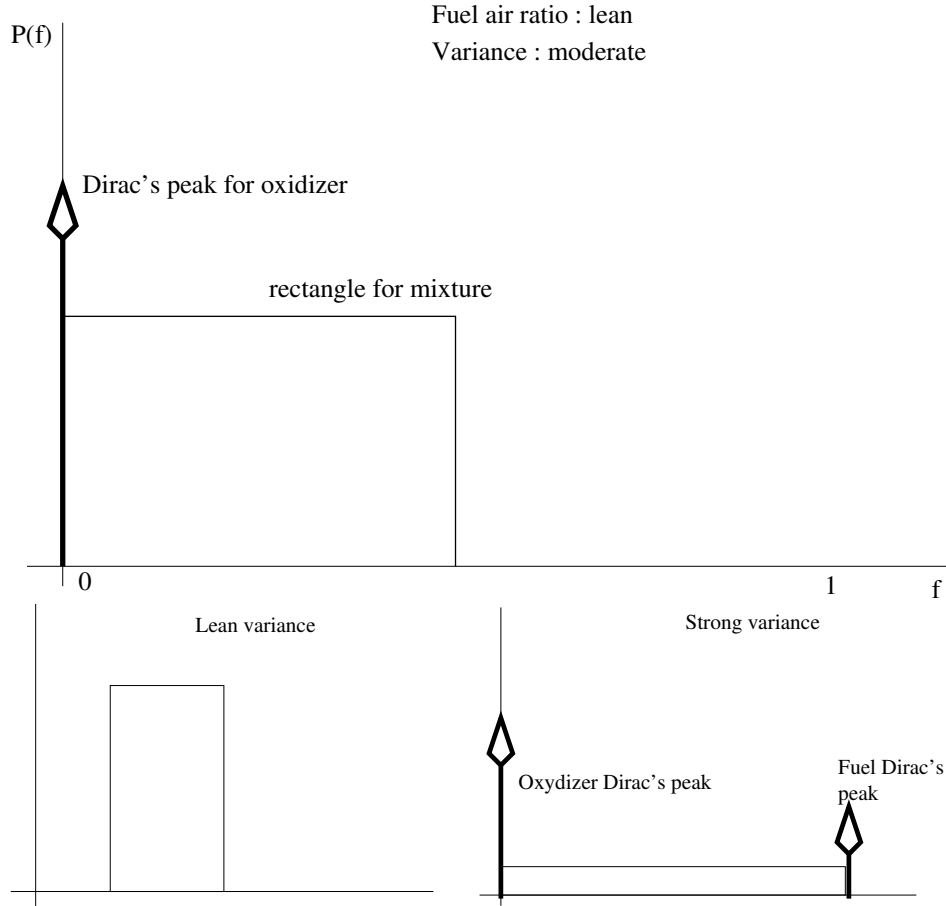 Fuel air ratio : lean
P(f)
Variance : moderate
Dirac's peak for oxidizer
rectangle for mixture
0
1
f
Lean variance
Strong variance
Oxydizer Dirac's peak
Fuel Dirac's
peak